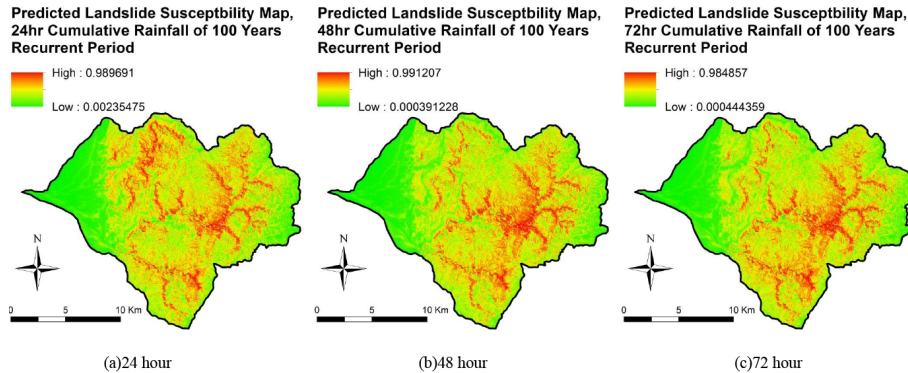 Predicted Landslide Susceptbility Map,
24hr Cumulative Rainfall of 100 Years
Recurrent Period
High : 0.989691
Low : 0.00235475
N
0 5 10 Km
(a)24 hour
Predicted Landslide Susceptbility Map,
48hr Cumulative Rainfall of 100 Years
Recurrent Period
High : 0.991207
Low : 0.000391228
N
0 5 10 Km
(b)48 hour
Predicted Landslide Susceptbility Map,
72hr Cumulative Rainfall of 100 Years
Recurrent Period
High : 0.984857
Low : 0.000444359
N
0 5 10 Km
(c)72 hour